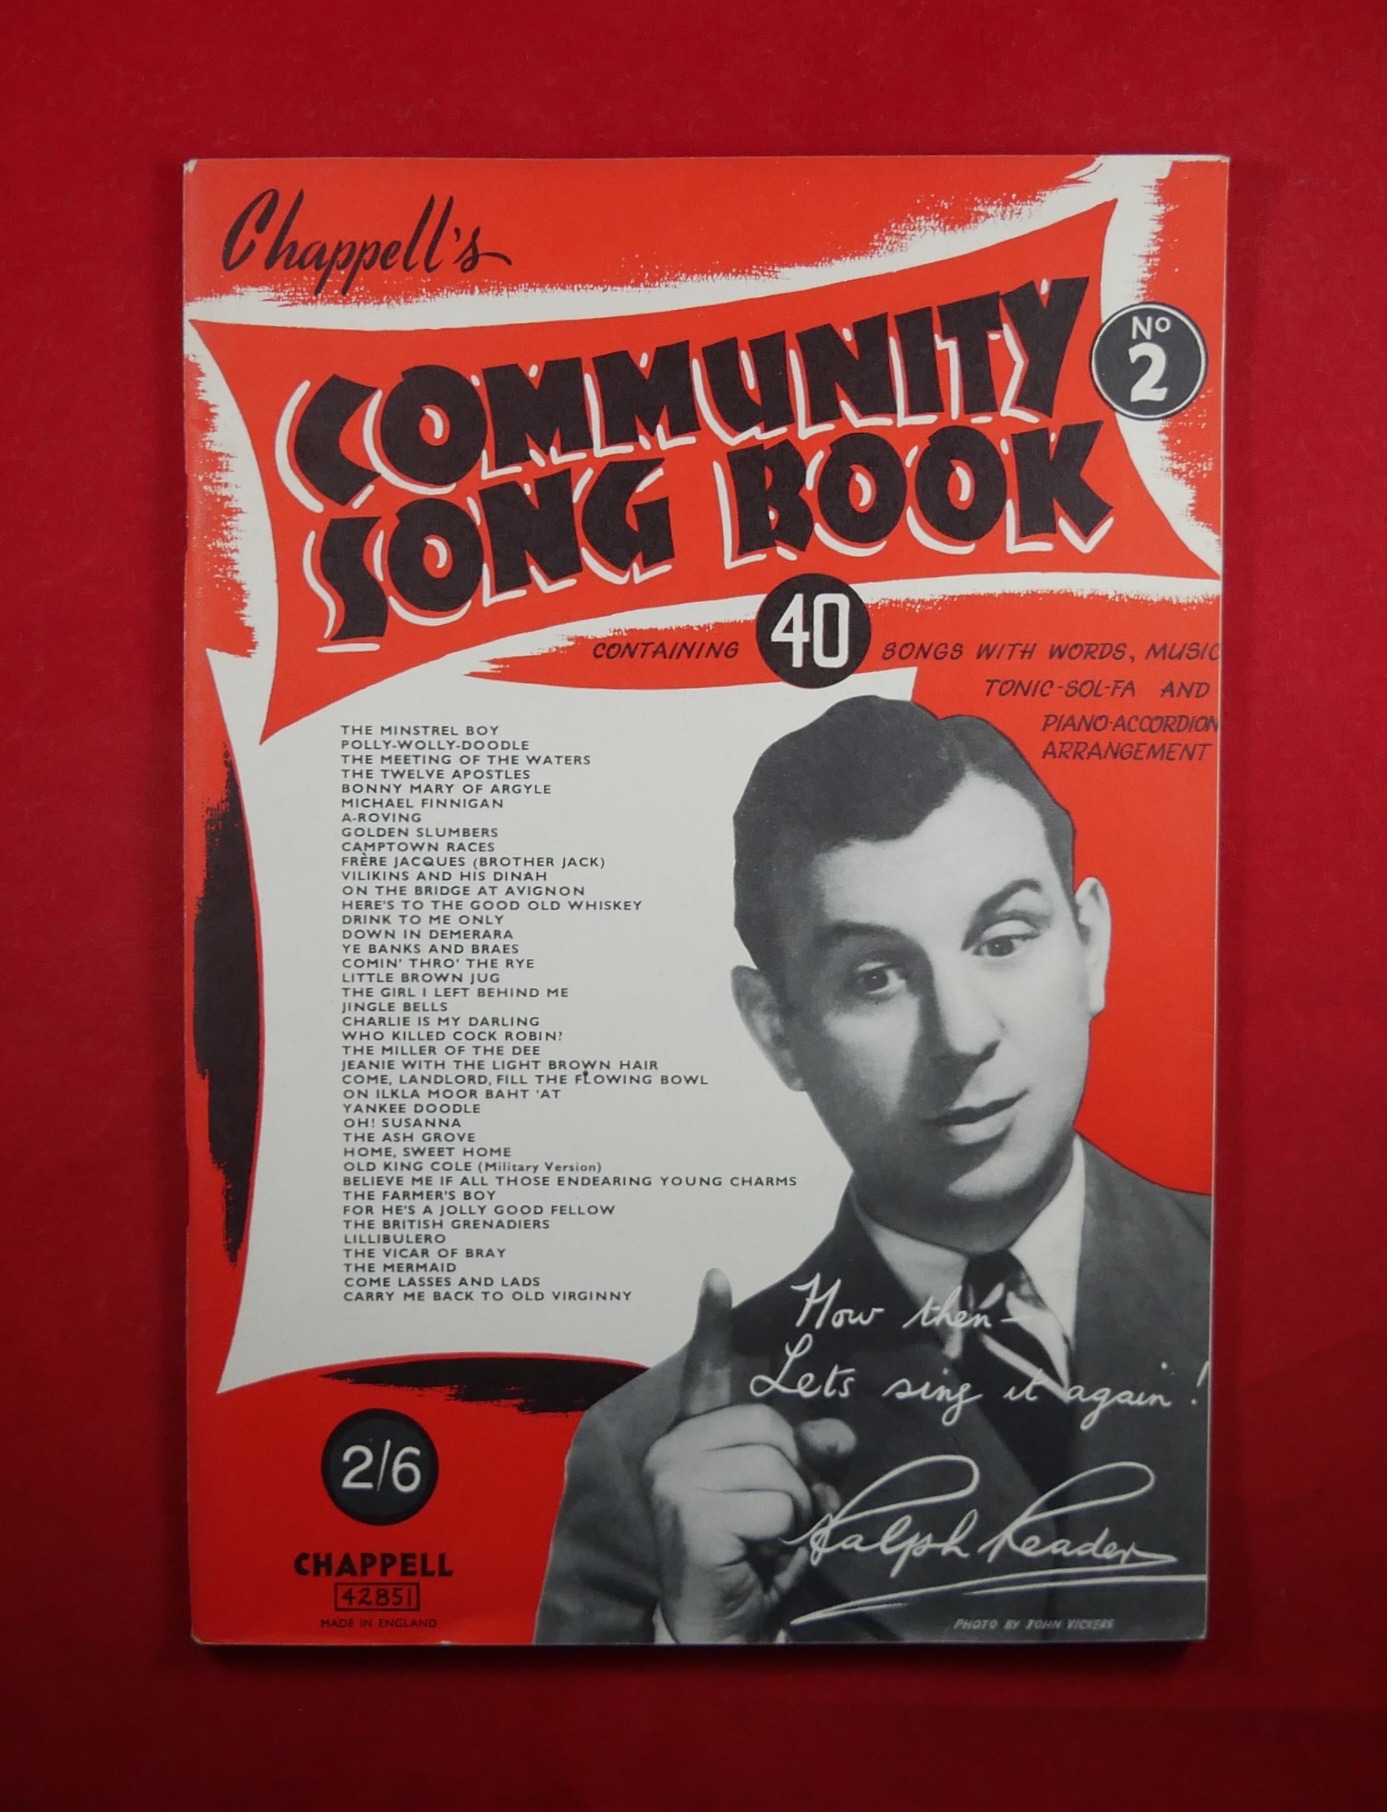 Chappell's
COMMUNITY
SONG BOOK
No
2
CONTAINING 40 SONGS WITH WORDS, MUSIC
TONIC-SOL-FA AND
PIANO-ACCORDION
ARRANGEMENT
THE MINSTREL BOY
POLLY-WOLLY-DOODLE
THE MEETING OF THE WATERS
THE TWELVE APOSTLES
BONNY MARY OF ARGYLE
MICHAEL FINNIGAN
A-ROVING
GOLDEN SLUMBERS
CAMPTOWN RACES
FRÈRE JACQUES (BROTHER JACK)
VILIKINS AND HIS DINAH
ON THE BRIDGE AT AVIGNON
HERE'S TO THE GOOD OLD WHISKEY
DRINK TO ME ONLY
DOWN IN DEMERARA
YE BANKS AND BRAES
COMIN' THRO' THE RYE
LITTLE BROWN JUG
THE GIRL I LEFT BEHIND ME
JINGLE BELLS
CHARLIE IS MY DARLING
WHO KILLED COCK ROBIN?
THE MILLER OF THE DEE
JEANIE WITH THE LIGHT BROWN HAIR
COME, LANDLORD, FILL THE FLOWING BOWL
ON ILKLA MOOR BAHT 'AT
YANKEE DOODLE
OH! SUSANNA
THE ASH GROVE
HOME, SWEET HOME
OLD KING COLE (Military Version)
BELIEVE ME IF ALL THOSE ENDEARING YOUNG CHARMS
THE FARMER'S BOY
FOR HE'S A JOLLY GOOD FELLOW
THE BRITISH GRENADIERS
LILLIBULERO
THE VICAR OF BRAY
THE MERMAID
COME LASSES AND LADS
CARRY ME BACK TO OLD VIRGINNY
Now then —
Lets sing it again!
Ralph Reader
2/6
CHAPPELL
42851
MADE IN ENGLAND
PHOTO BY JOHN VICKERS